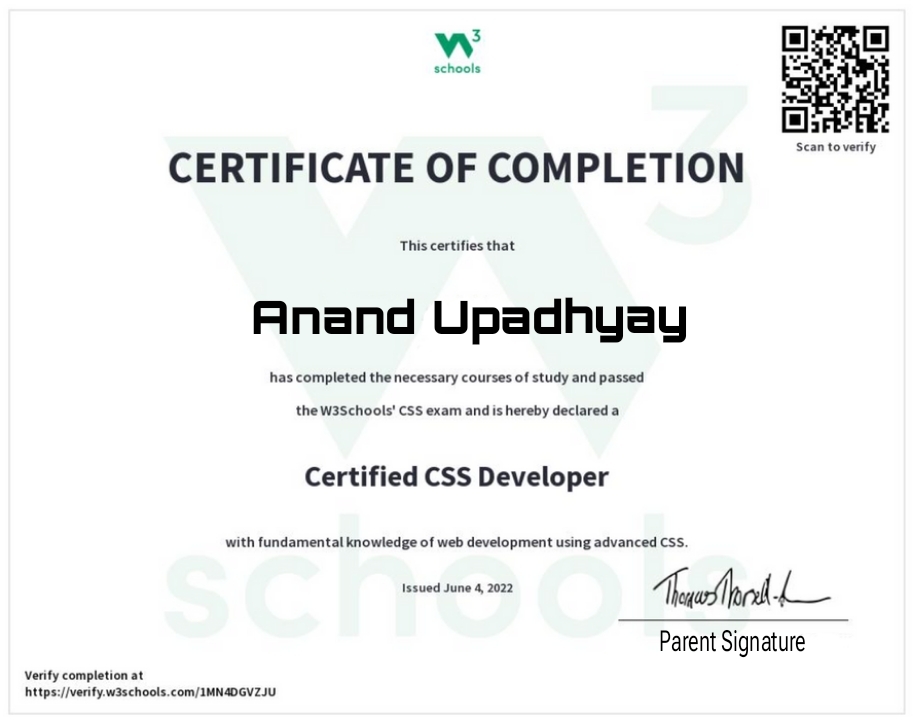 W3
schools
Scan to verify
CERTIFICATE OF COMPLETION
This certifies that
Anand Upadhyay
has completed the necessary courses of study and passed
the W3Schools' CSS exam and is hereby declared a
Certified CSS Developer
with fundamental knowledge of web development using advanced CSS.
Issued June 4, 2022
Parent Signature
Verify completion at
https://verify.w3schools.com/1MN4DGVZJU